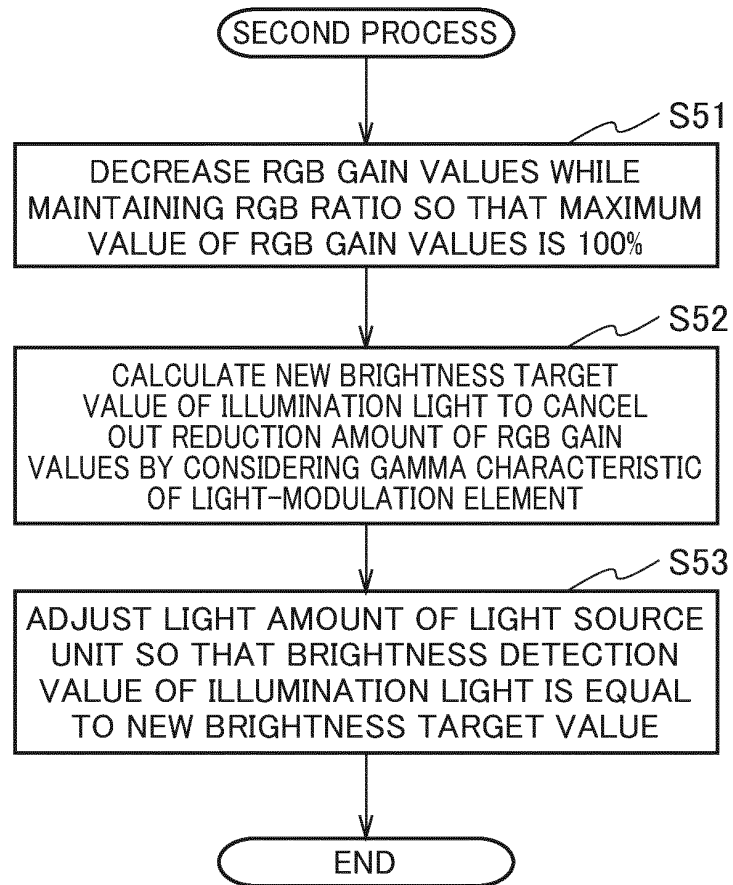 SECOND PROCESS
S51
DECREASE RGB GAIN VALUES WHILE
MAINTAINING RGB RATIO SO THAT MAXIMUM
VALUE OF RGB GAIN VALUES IS 100%
S52
CALCULATE NEW BRIGHTNESS TARGET
VALUE OF ILLUMINATION LIGHT TO CANCEL
OUT REDUCTION AMOUNT OF RGB GAIN
VALUES BY CONSIDERING GAMMA CHARACTERISTIC
OF LIGHT-MODULATION ELEMENT
S53
ADJUST LIGHT AMOUNT OF LIGHT SOURCE
UNIT SO THAT BRIGHTNESS DETECTION
VALUE OF ILLUMINATION LIGHT IS EQUAL
TO NEW BRIGHTNESS TARGET VALUE
END